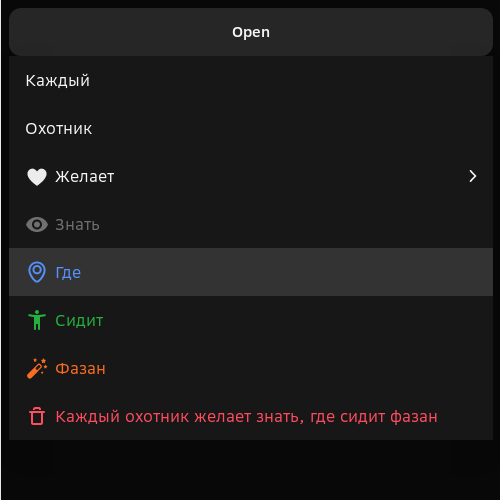 Open
Каждый
Охотник
Желает
Знать
Где
Сидит
Фазан
Каждый охотник желает знать, где сидит фазан